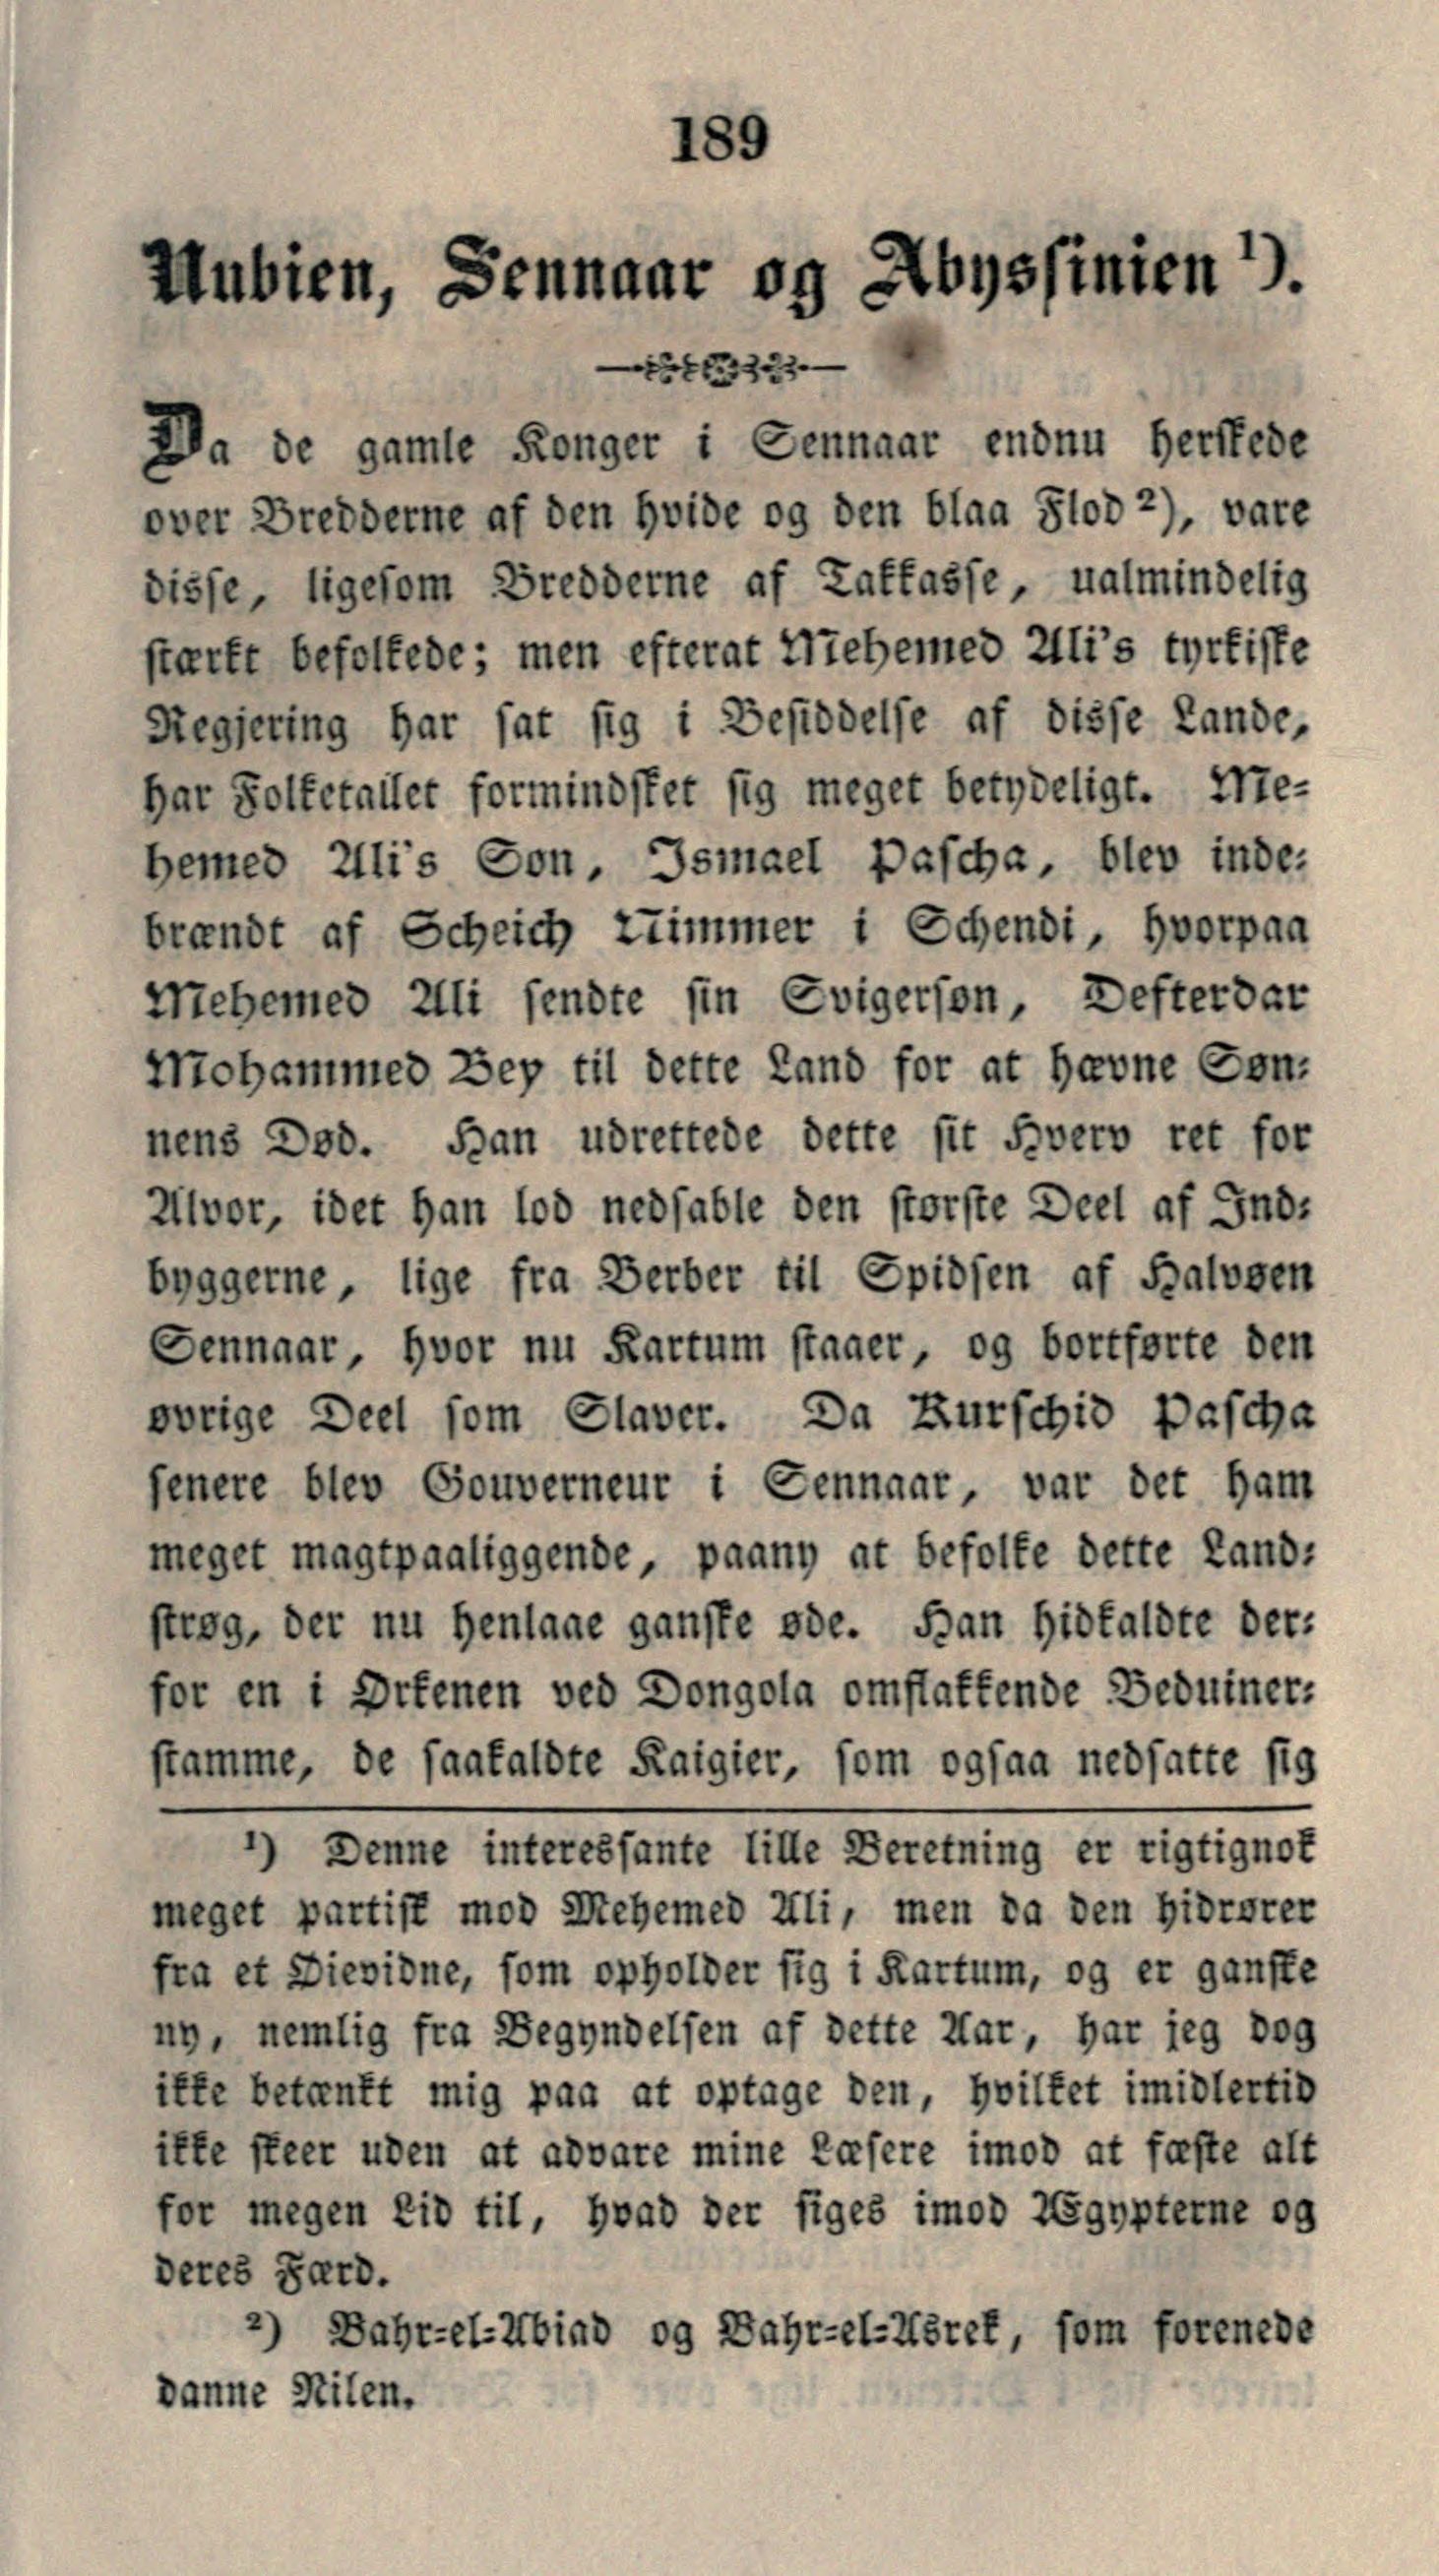 189
Nubien, Sennaar og Abyssinien ¹).
Da de gamle Konger i Sennaar endnu herskede
over Bredderne af den hvide og den blaa Flod ²), vare
disse, ligesom Bredderne af Takkasse, ualmindelig
stærkt befolkede; men efterat Mehemed Ali's tyrkiske
Regjering har sat sig i Besiddelse af disse Lande,
har Folketallet formindsket sig meget betydeligt. Me-
hemed Ali's Søn, Ismael Pascha, blev inde-
brændt af Scheich Nimmer i Schendi, hvorpaa
Mehemed Ali sendte sin Svigersøn, Defterdar
Mohammed Bey til dette Land for at hævne Søn-
nens Død. Han udrettede dette sit Hverv ret for
Alvor, idet han lod nedsable den største Deel af Ind-
byggerne, lige fra Berber til Spidsen af Halvøen
Sennaar, hvor nu Kartum staaer, og bortførte den
øvrige Deel som Slaver. Da Kurschid Pascha
senere blev Gouverneur i Sennaar, var det ham
meget magtpaaliggende, paany at befolke dette Land-
strøg, der nu henlaae ganske øde. Han hidkaldte der-
for en i Ørkenen ved Dongola omflakkende Beduiner-
stamme, de saakaldte Kaigier, som ogsaa nedsatte sig
¹) Denne interessante lille Beretning er rigtignok
meget partisk mod Mehemed Ali, men da den hidrører
fra et Øievidne, som opholder sig i Kartum, og er ganske
ny, nemlig fra Begyndelsen af dette Aar, har jeg dog
ikke betænkt mig paa at optage den, hvilket imidlertid
ikke skeer uden at advare mine Læsere imod at fæste alt
for megen Lid til, hvad der siges imod Ægypterne og
deres Færd.
²) Bahr-el-Abiad og Bahr-el-Asrek, som forenede
danne Nilen.